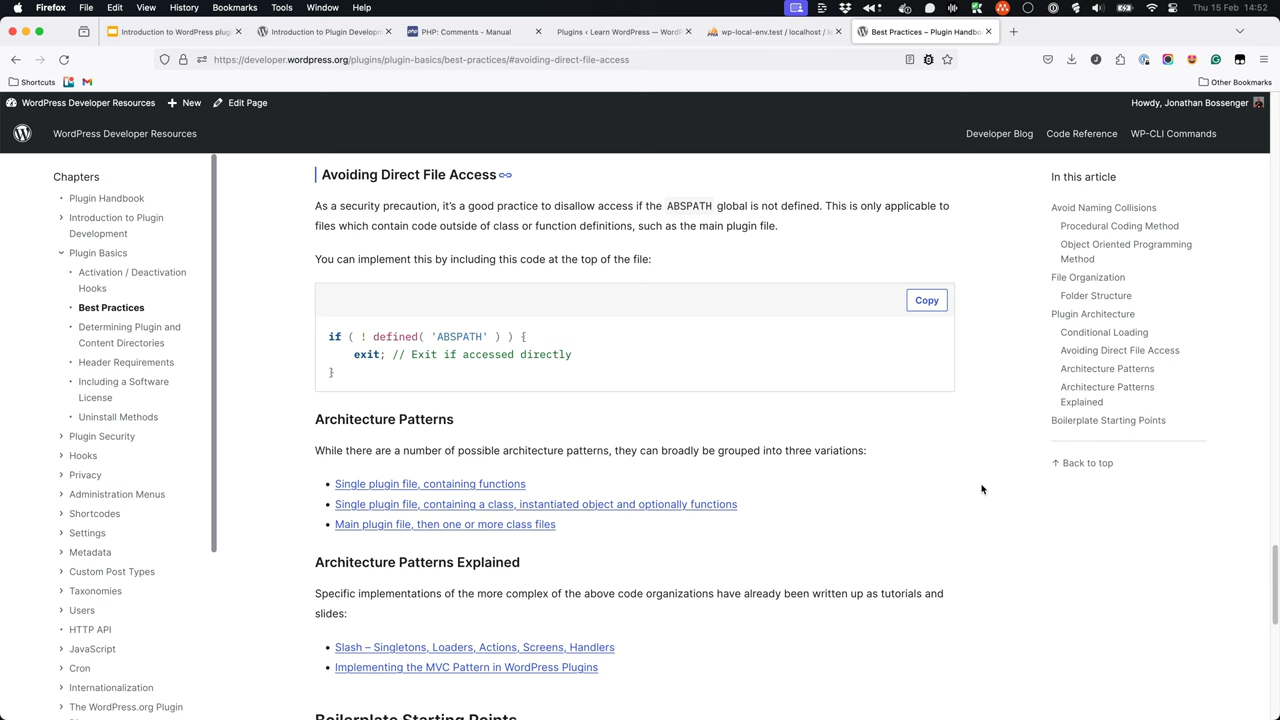 Firefox File Edit View History Bookmarks Tools Window Help Thu 15 Feb 14:52
Introduction to WordPress plugi
Introduction to Plugin Developm
PHP: Comments - Manual
Plugins ‹ Learn WordPress — WordP
wp-local-env.test / localhost / lo
Best Practices – Plugin Handbo
https://developer.wordpress.org/plugins/plugin-basics/best-practices/#avoiding-direct-file-access
Shortcuts
Other Bookmarks
WordPress Developer Resources
New
Edit Page
Howdy, Jonathan Bossenger
WordPress Developer Resources
Developer Blog Code Reference WP-CLI Commands
Chapters
Plugin Handbook
Introduction to Plugin
Development
Plugin Basics
Activation / Deactivation
Hooks
Best Practices
Determining Plugin and
Content Directories
Header Requirements
Including a Software
License
Uninstall Methods
Plugin Security
Hooks
Privacy
Administration Menus
Shortcodes
Settings
Metadata
Custom Post Types
Taxonomies
Users
HTTP API
JavaScript
Cron
Internationalization
The WordPress.org Plugin
Avoiding Direct File Access
As a security precaution, it’s a good practice to disallow access if the ABSPATH global is not defined. This is only applicable to
files which contain code outside of class or function definitions, such as the main plugin file.
You can implement this by including this code at the top of the file:
Copy
if ( ! defined( 'ABSPATH' ) ) {
exit; // Exit if accessed directly
}
Architecture Patterns
While there are a number of possible architecture patterns, they can broadly be grouped into three variations:
• Single plugin file, containing functions
• Single plugin file, containing a class, instantiated object and optionally functions
• Main plugin file, then one or more class files
Architecture Patterns Explained
Specific implementations of the more complex of the above code organizations have already been written up as tutorials and
slides:
• Slash – Singletons, Loaders, Actions, Screens, Handlers
• Implementing the MVC Pattern in WordPress Plugins
Boilerplate Starting Points
In this article
Avoid Naming Collisions
Procedural Coding Method
Object Oriented Programming
Method
File Organization
Folder Structure
Plugin Architecture
Conditional Loading
Avoiding Direct File Access
Architecture Patterns
Architecture Patterns
Explained
Boilerplate Starting Points
↑ Back to top